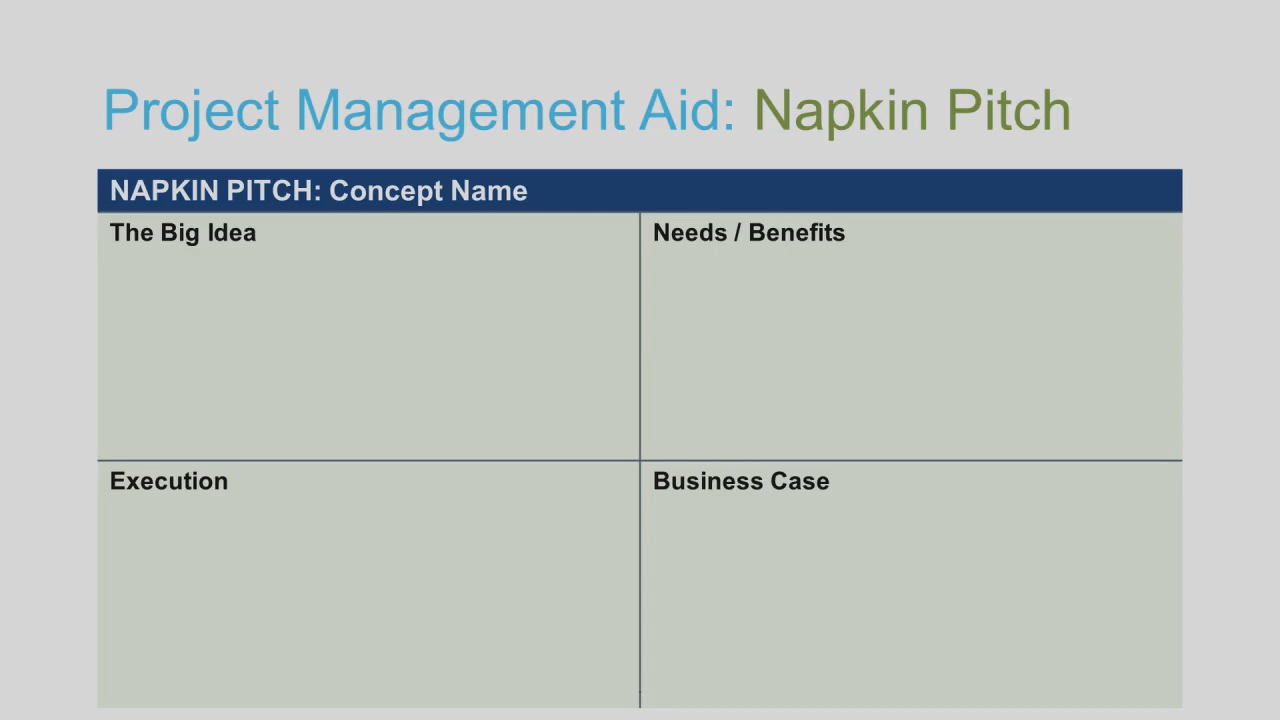 Project Management Aid: Napkin Pitch
NAPKIN PITCH: Concept Name
The Big Idea
Needs / Benefits
Execution
Business Case